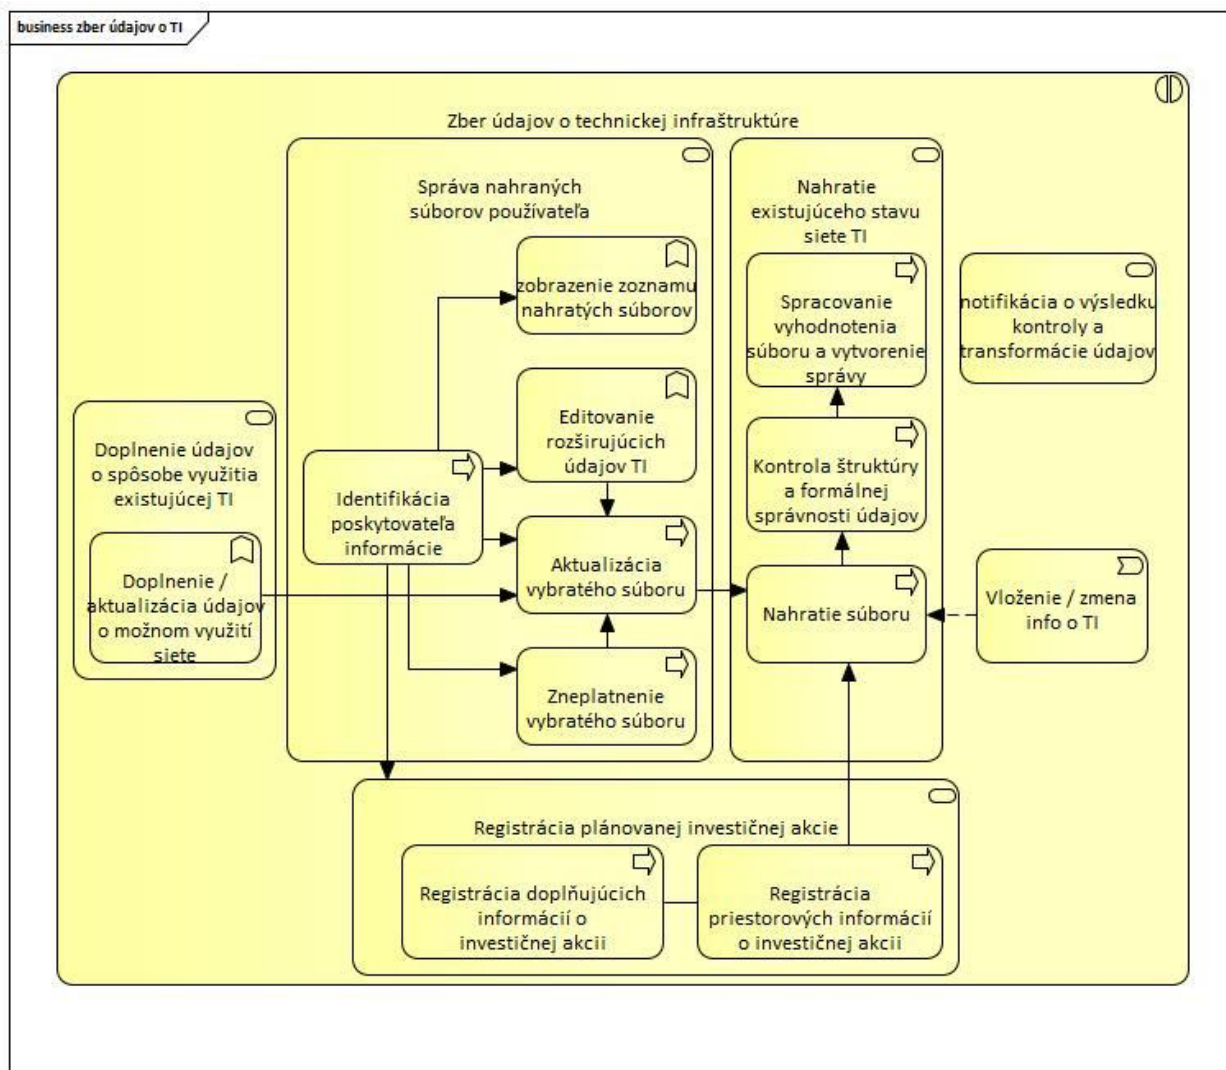 business zber údajov o TI
Zber údajov o technickej infraštruktúre
Správa nahraných
súborov používateľa
zobrazenie zoznamu
nahratých súborov
Editovanie
rozširujúcich
údajov TI
Identifikácia
poskytovateľa
informácie
Aktualizácia
vybratého súboru
Zneplatnenie
vybratého súboru
Nahratie
existujúceho stavu
siete TI
Spracovanie
vyhodnotenia
súboru a vytvorenie
správy
Kontrola štruktúry
a formálnej
správnosti údajov
Nahratie súboru
notifikácia o výsledku
kontroly a
transformácie údajov
Vloženie / zmena
info o TI
Doplnenie údajov
o spôsobe využitia
existujúcej TI
Doplnenie /
aktualizácia údajov
o možnom využití
siete
Registrácia plánovanej investičnej akcie
Registrácia doplňujúcich
informácií o
investičnej akcii
Registrácia
priestorových informácií
o investičnej akcii